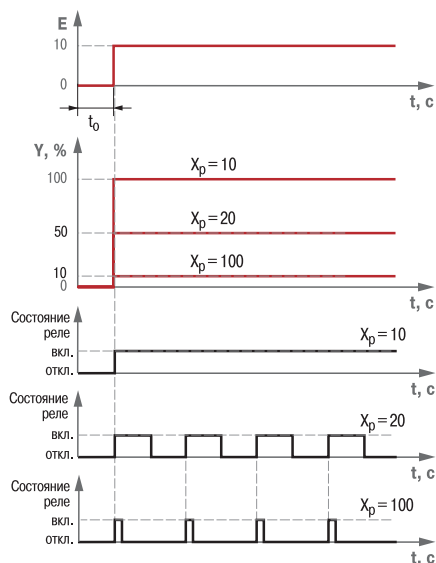 E
10
0
t, с
t₀
Y, %
100
Xₚ = 10
50
Xₚ = 20
10
Xₚ = 100
0
t, с
Состояние
реле
Xₚ = 10
вкл.
откл.
t, с
Состояние
реле
Xₚ = 20
вкл.
откл.
t, с
Состояние
реле
Xₚ = 100
вкл.
откл.
t, с